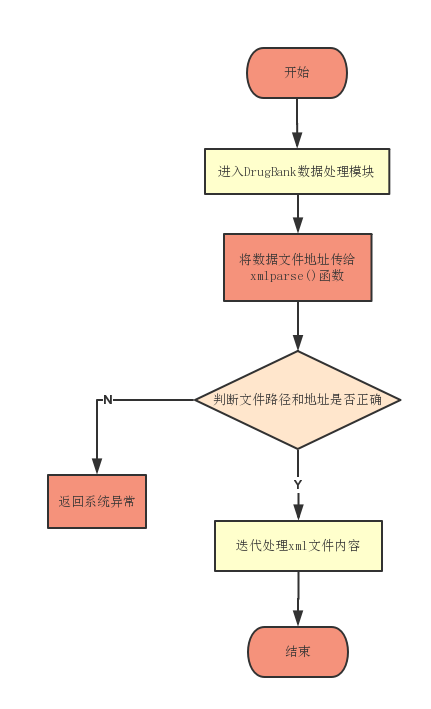 开始
进入DrugBank数据处理模块
将数据文件地址传给
xmlparse()函数
判断文件路径和地址是否正确
N
返回系统异常
Y
迭代处理xml文件内容
结束